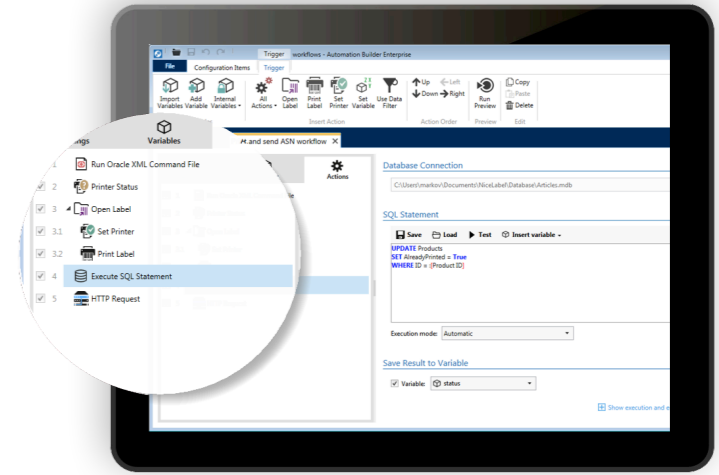 Trigger workflows - Automation Builder Enterprise
File Configuration Items Trigger
Import Variables
Add Variable
Internal Variables
All Actions
Open Label
Print Label
Set Printer
Set Variable
Use Data Filter
Up Left
Down Right
Run Preview
Copy
Paste
Delete
Insert Action Action Order Preview Edit
ngs Variables
and send ASN workflow
Actions
1 Run Oracle XML Command File
2 Printer Status
3 Open Label
3.1 Set Printer
3.2 Print Label
4 Execute SQL Statement
5 HTTP Request
Database Connection
C:\Users\markov\Documents\NiceLabel\Database\Articles.mdb
SQL Statement
Save Load Test Insert variable
UPDATE Products
SET AlreadyPrinted = True
WHERE ID = :[Product ID]
Execution mode: Automatic
Save Result to Variable
Variable: status
Show execution and e